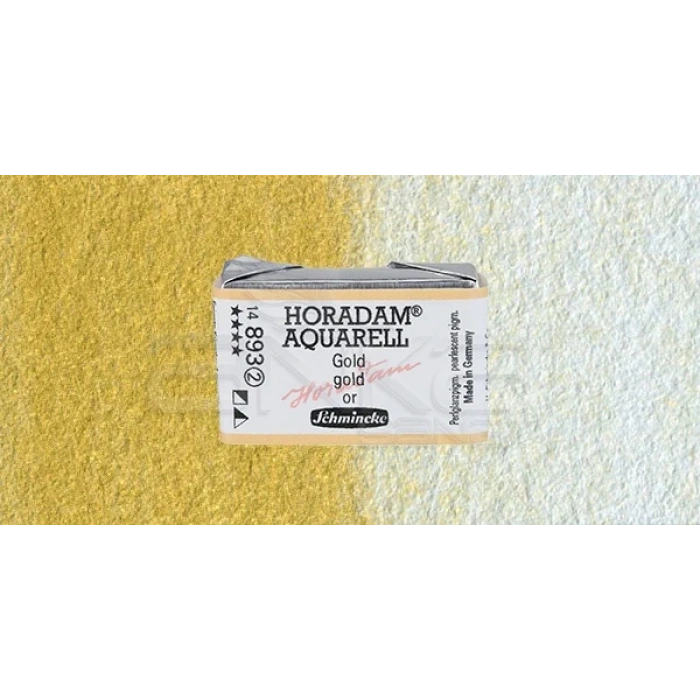 HORADAM®
AQUARELL
Gold
gold
or
Horadam
Schmincke
14 893 2
★★★★
Perlglanzpigm. pearlescent pigm.
Made in Germany